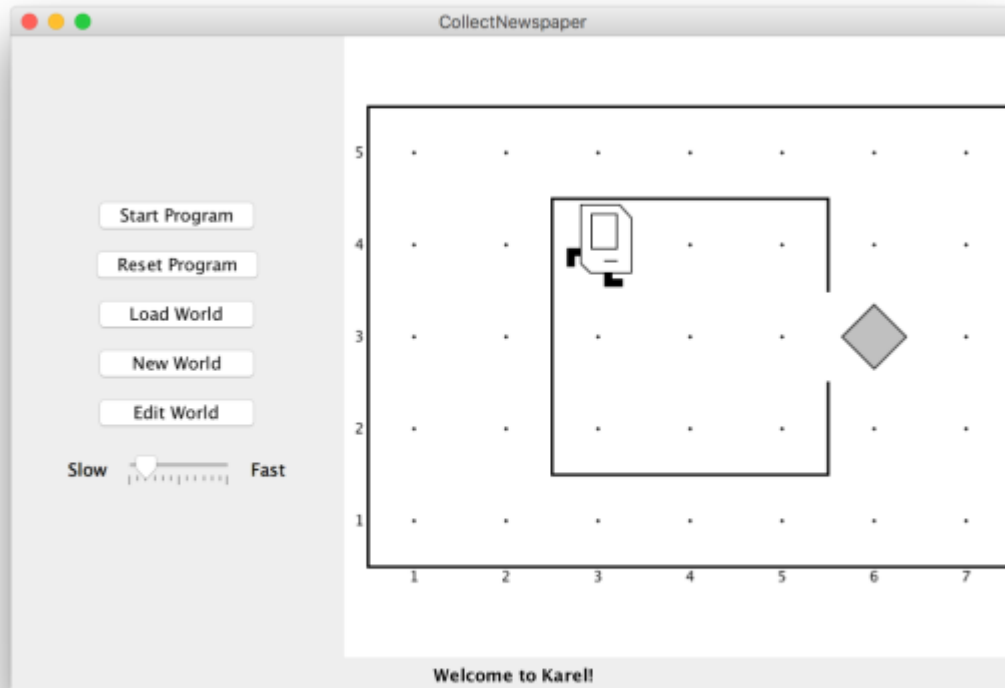 CollectNewspaper
Start Program
Reset Program
Load World
New World
Edit World
Slow Fast
5
4
3
2
1
1 2 3 4 5 6 7
Welcome to Karel!